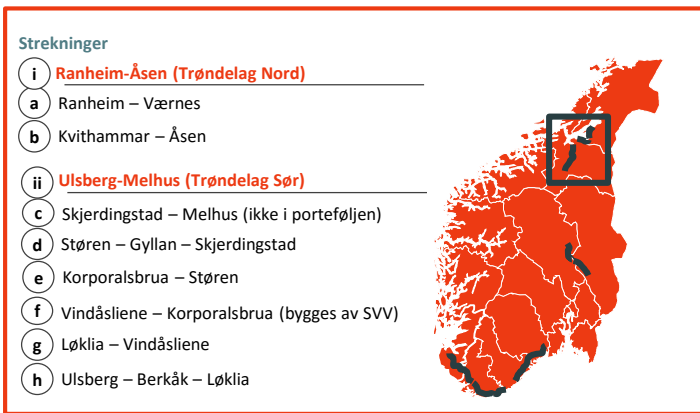 Strekninger
i Ranheim-Åsen (Trøndelag Nord)
a Ranheim – Værnes
b Kvithammar – Åsen
ii Ulsberg-Melhus (Trøndelag Sør)
c Skjerdingstad – Melhus (ikke i porteføljen)
d Støren – Gyllan – Skjerdingstad
e Korporalsbrua – Støren
f Vindåsliene – Korporalsbrua (bygges av SVV)
g Løklia – Vindåsliene
h Ulsberg – Berkåk – Løklia